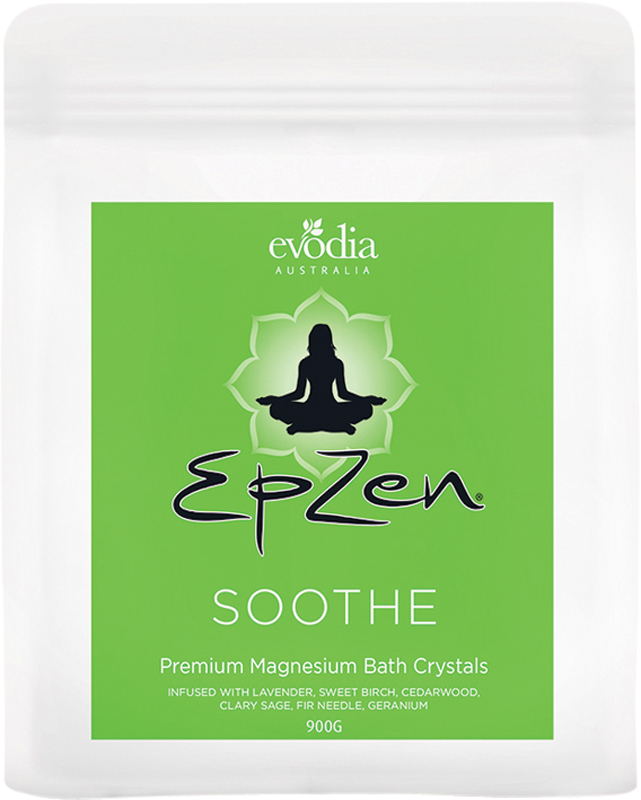 evodia
AUSTRALIA
EpZen®
SOOTHE
Premium Magnesium Bath Crystals
INFUSED WITH LAVENDER, SWEET BIRCH, CEDARWOOD,
CLARY SAGE, FIR NEEDLE, GERANIUM
900G